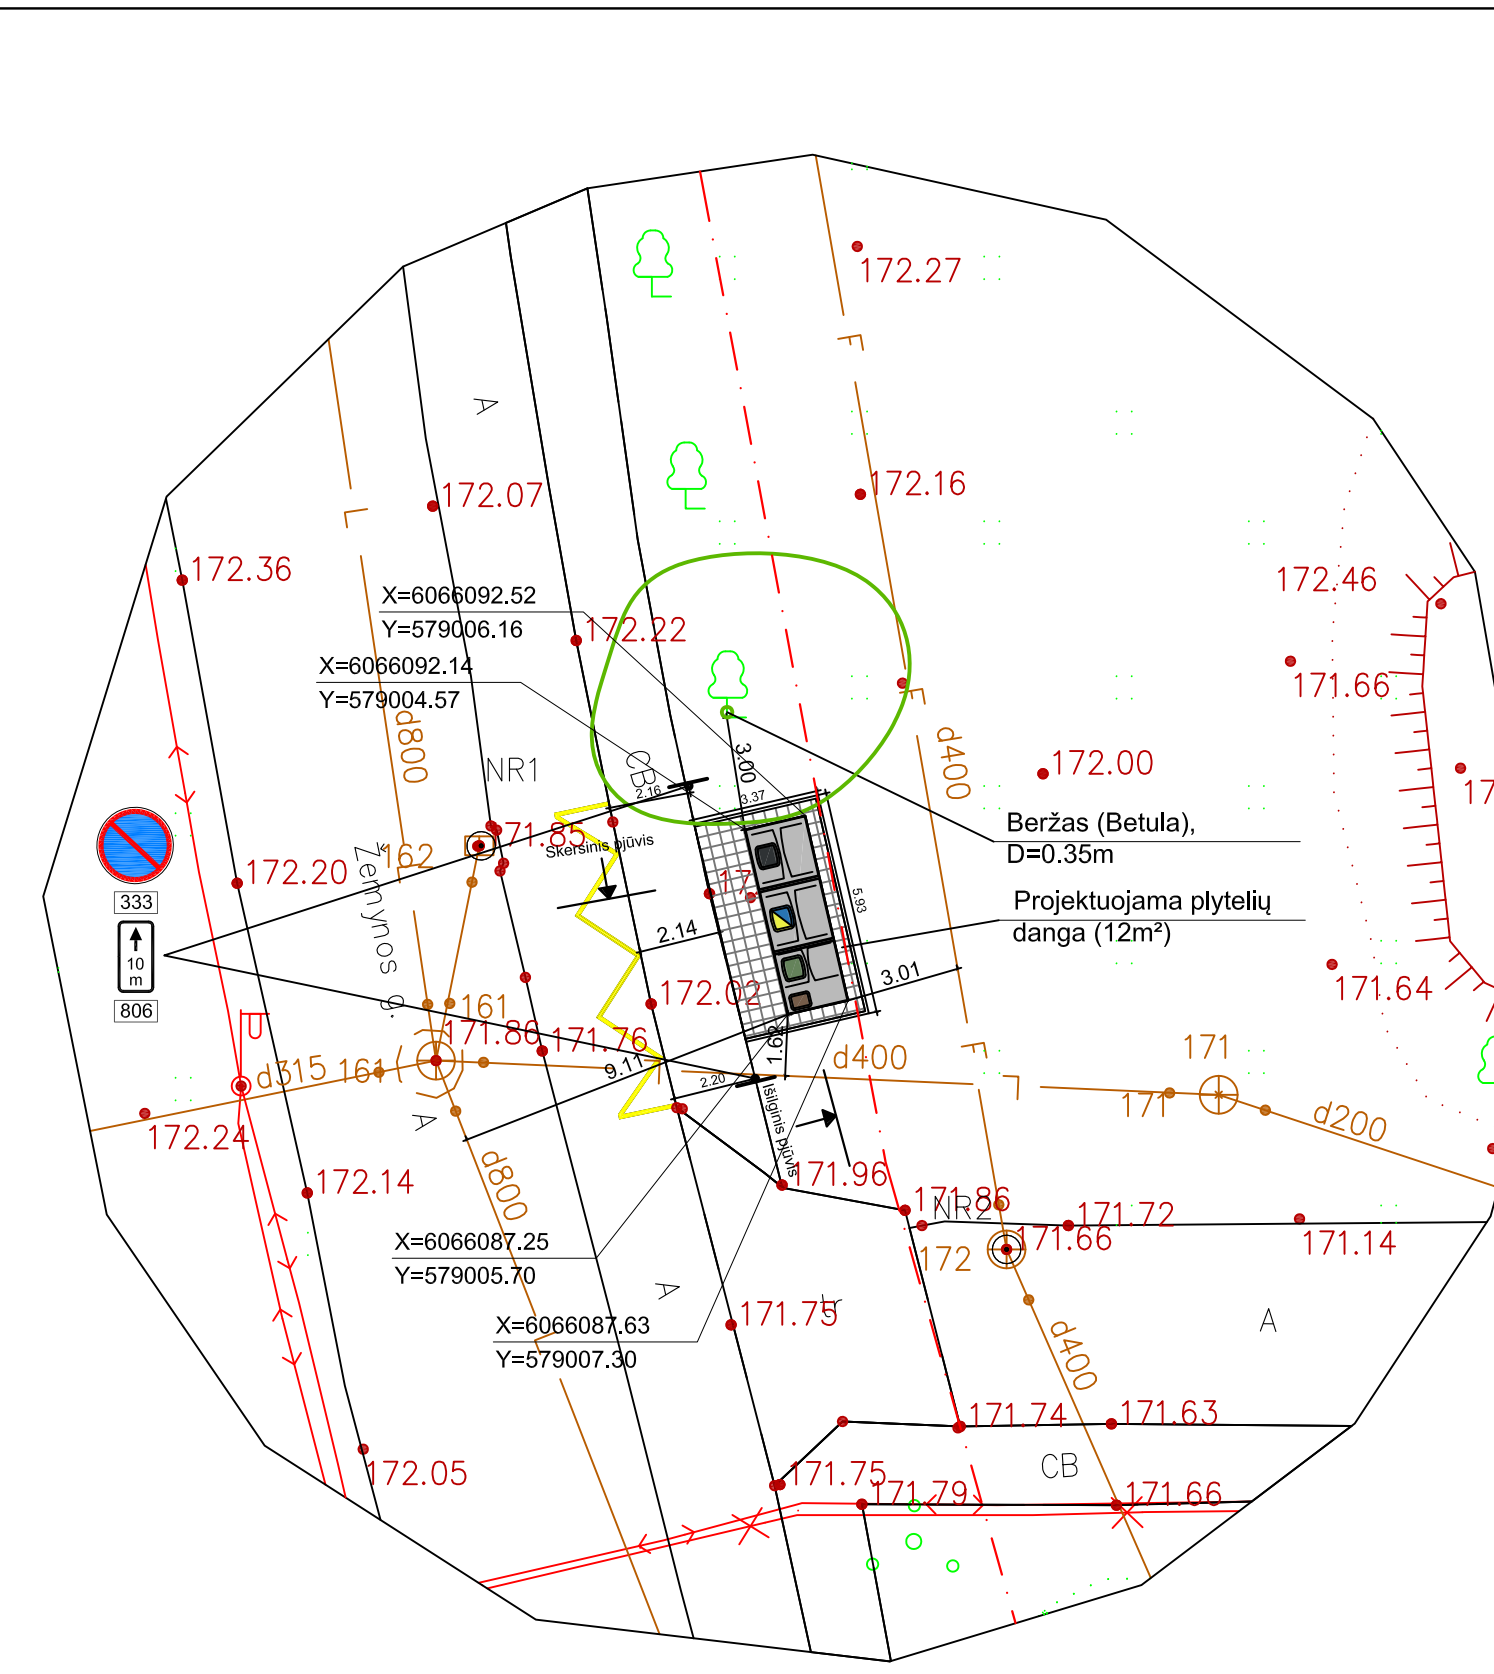 172.27
A
172.07
172.16
L
F
172.36
172.46
X=6066092.52
Y=579006.16
172.22
X=6066092.14
Y=579004.57
171.66
d800
F
d400
NR1
CB
3.00
172.00
2.16
3.37
Beržas (Betula),
D=0.35m
162
171.85
Skersinis pjūvis
172.20
333
5.93
Projektuojama plytelių
danga (12m²)
Žemynos g.
2.14
10
m
806
3.01
171.64
161
172.02
171.86
171.76
1.62
d400
F
171
d315
161
9.11
2.20
L
171
d200
172.24
A
Išilginis pjūvis
172.14
d800
171.96
171.86
NR2
171.72
171.14
172
171.66
X=6066087.25
Y=579005.70
A
171.75
tr
A
X=6066087.63
Y=579007.30
d400
171.74
171.63
172.05
171.75
CB
171.79
171.66